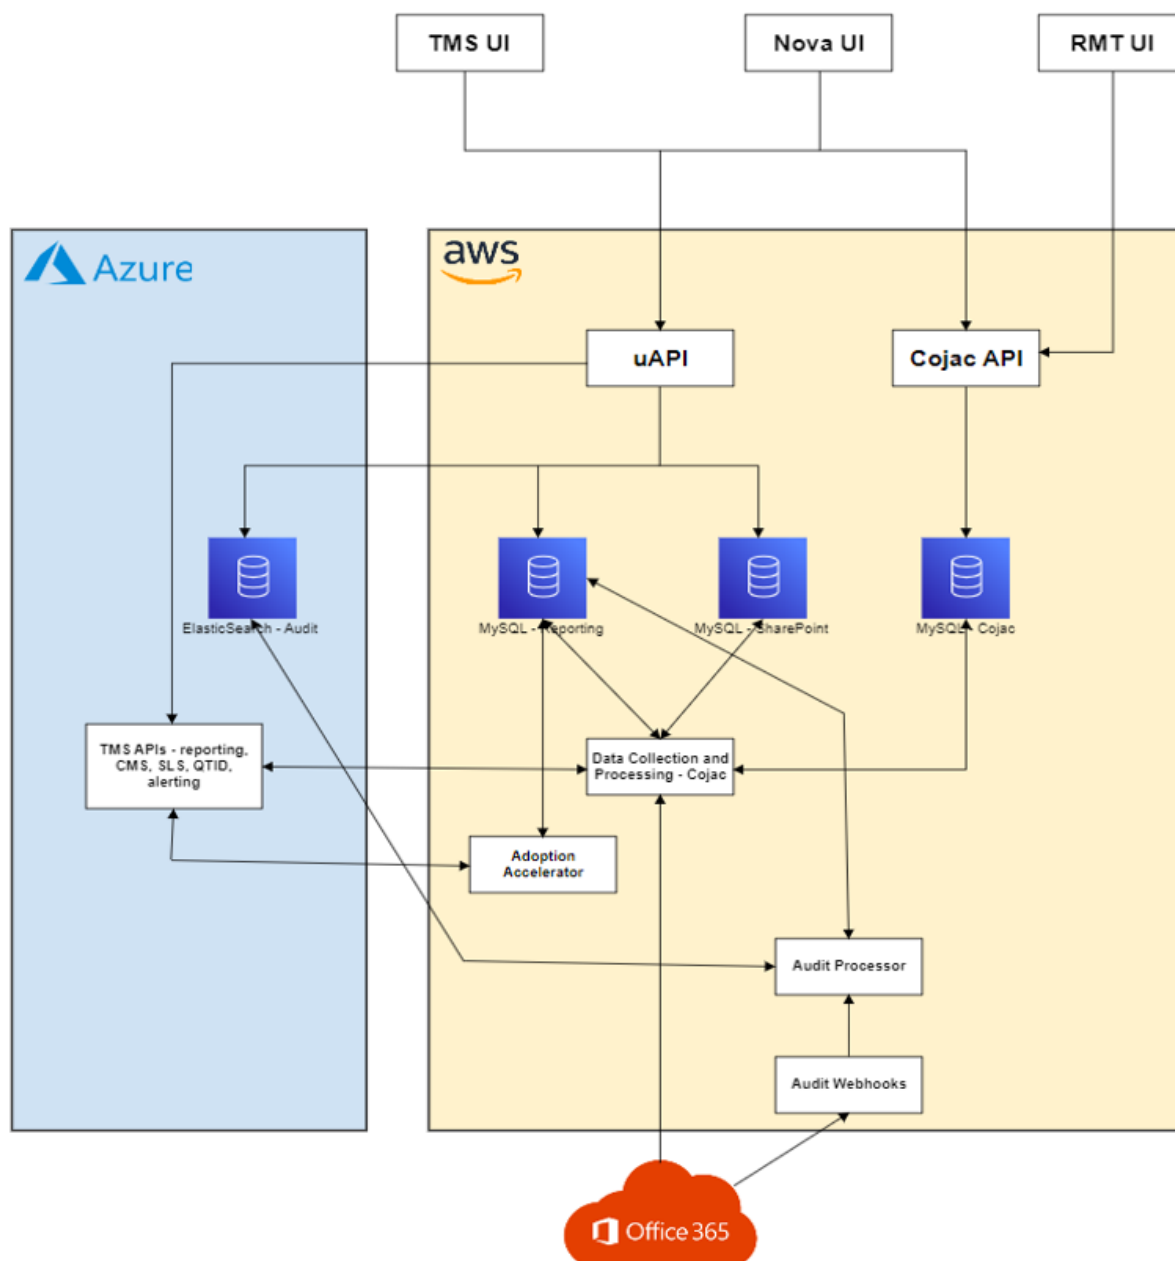 TMS UI
Nova UI
RMT UI
Azure
aws
uAPI
Cojac API
ElasticSearch - Audit
MySQL - Reporting
MySQL - SharePoint
MySQL - Cojac
TMS APIs - reporting,
CMS, SLS, QTID,
alerting
Data Collection and
Processing - Cojac
Adoption
Accelerator
Audit Processor
Audit Webhooks
Office 365